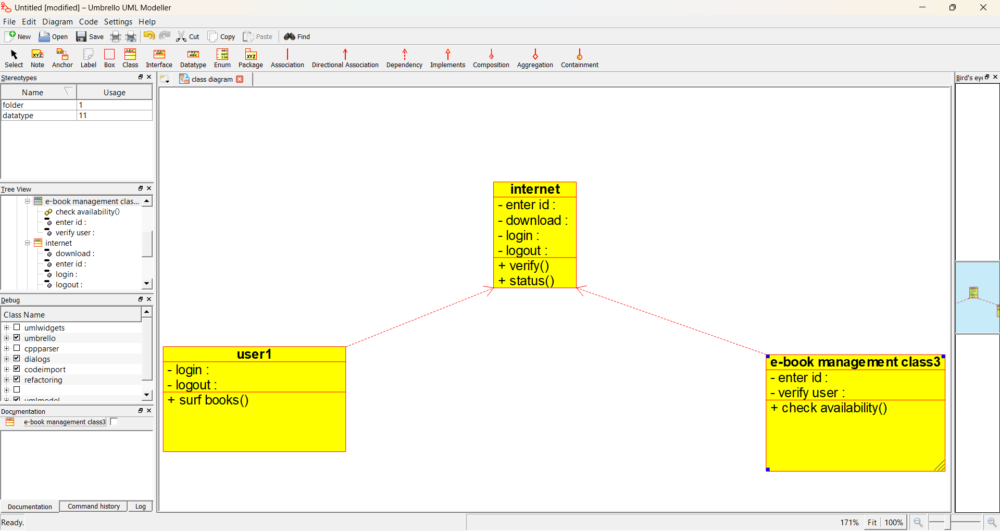 Untitled [modified] – Umbrello UML Modeller
File Edit Diagram Code Settings Help
New Open Save Cut Copy Paste Find
Select Note Anchor Label Box Class Interface Datatype Enum Package Association Directional Association Dependency Implements Composition Aggregation Containment
Stereotypes
Name Usage
folder 1
datatype 11
Tree View
e-book management clas...
check availability()
enter id :
verify user :
internet
download :
enter id :
login :
logout :
Debug
Class Name
umlwidgets
umbrello
cppparser
dialogs
codeimport
refactoring
umlmodel
Documentation
e-book management class3
Documentation Command history Log
Ready.
class diagram
internet
- enter id :
- download :
- login :
- logout :
+ verify()
+ status()
user1
- login :
- logout :
+ surf books()
e-book management class3
- enter id :
- verify user :
+ check availability()
Bird's eye
171% Fit 100%